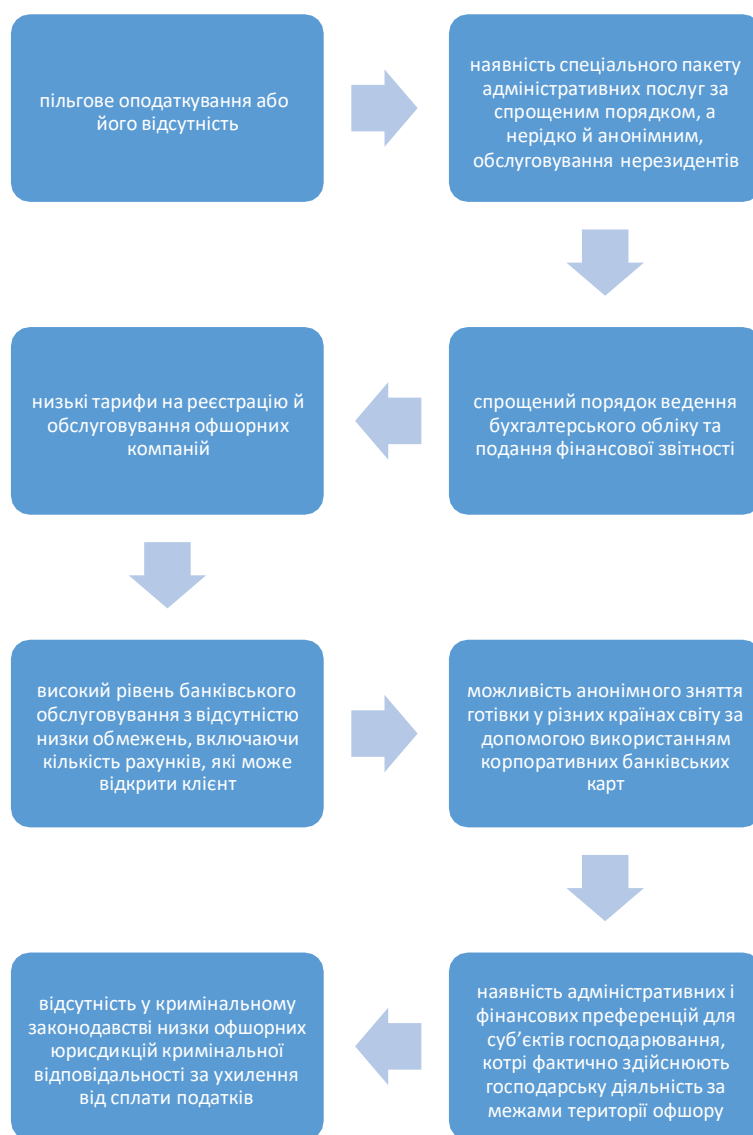 пільгове оподаткування або
його відсутність
наявність спеціального пакету
адміністративних послуг за
спрощеним порядком, а
нерідко й анонімним,
обслуговування нерезидентів
спрощений порядок ведення
бухгалтерського обліку та
подання фінансової звітності
низькі тарифи на реєстрацію й
обслуговування офшорних
компаній
високий рівень банківського
обслуговування з відсутністю
низки обмежень, включаючи
кількість рахунків, які може
відкрити клієнт
можливість анонімного зняття
готівки у різних країнах світу за
допомогою використанням
корпоративних банківських
карт
наявність адміністративних і
фінансових преференцій для
суб’єктів господарювання,
котрі фактично здійснюють
господарську діяльність за
межами території офшору
відсутність у кримінальному
законодавстві низки офшорних
юрисдикцій кримінальної
відповідальності за ухилення
від сплати податків